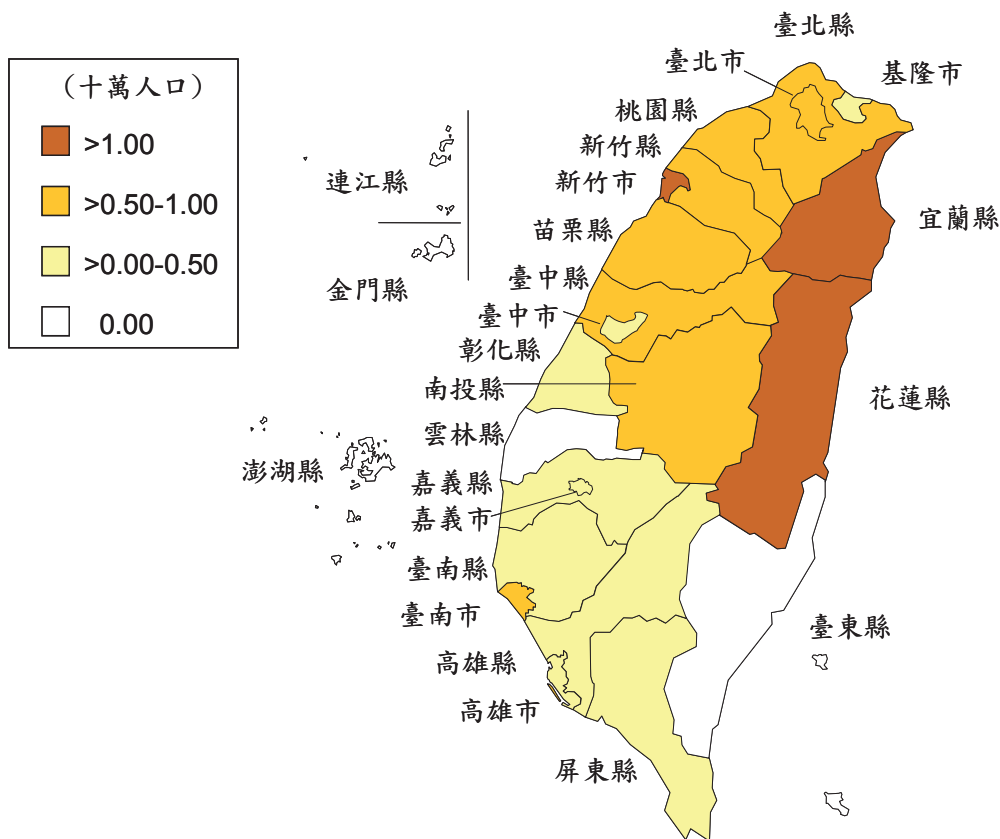 (十萬人口)
>1.00
>0.50-1.00
>0.00-0.50
0.00
臺北縣
臺北市
基隆市
桃園縣
新竹縣
新竹市
連江縣
宜蘭縣
苗栗縣
臺中縣
金門縣
臺中市
彰化縣
南投縣
花蓮縣
雲林縣
澎湖縣
嘉義縣
嘉義市
臺南縣
臺南市
臺東縣
高雄縣
高雄市
屏東縣